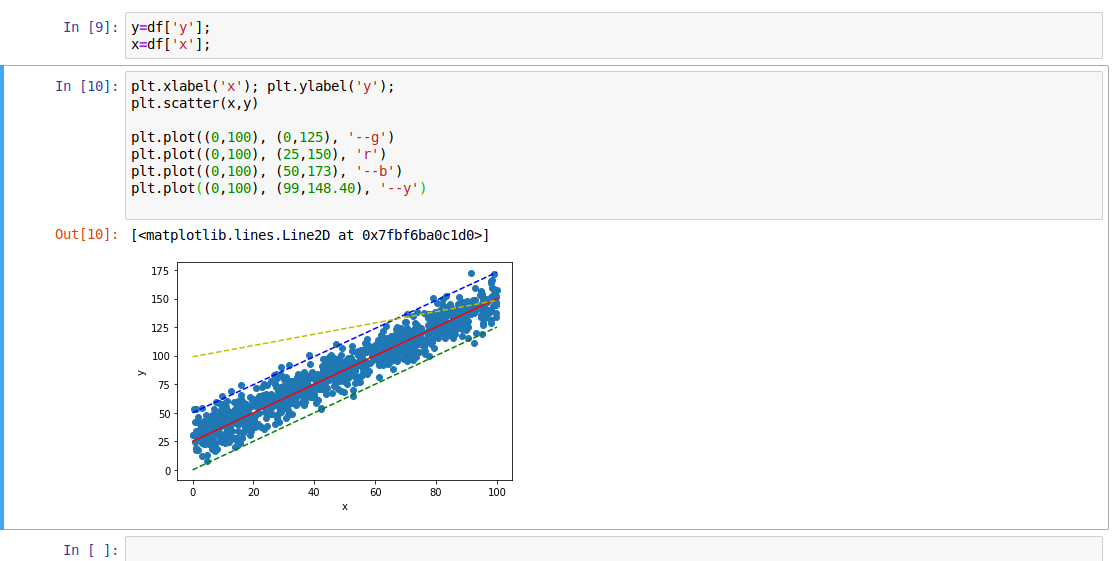 In [9]: y=df['y'];
x=df['x'];
In [10]: plt.xlabel('x'); plt.ylabel('y');
plt.scatter(x,y)
plt.plot((0,100), (0,125), '--g')
plt.plot((0,100), (25,150), 'r')
plt.plot((0,100), (50,173), '--b')
plt.plot((0,100), (99,148.40), '--y')
Out[10]: [<matplotlib.lines.Line2D at 0x7fbf6ba0c1d0>]
175
150
125
100
75
50
25
0
y
0 20 40 60 80 100
x
In [ ]: